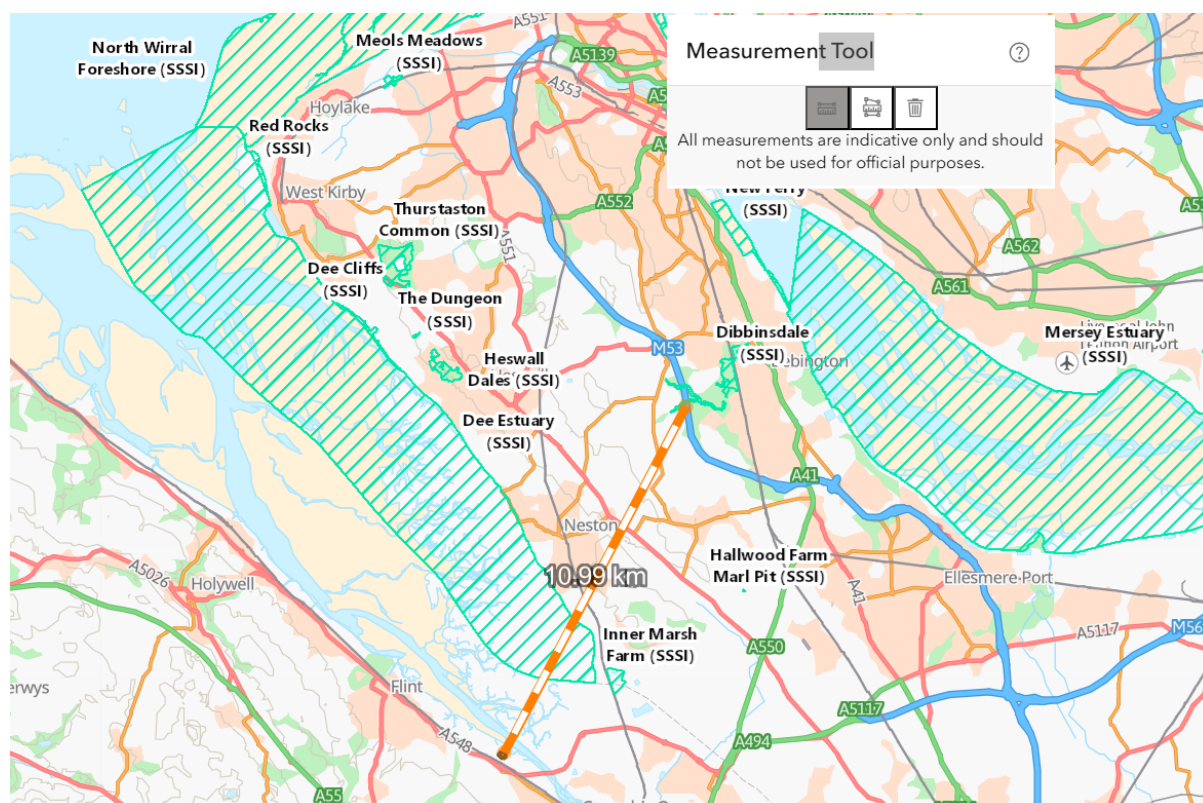 North Wirral
Foreshore (SSSI)
Meols Meadows
(SSSI)
A551
A5139
A553
Hoylake
Measurement Tool
All measurements are indicative only and should
not be used for official purposes.
Red Rocks
(SSSI)
West Kirby
A552
New Ferry
(SSSI)
Thurstaston
Common (SSSI)
A551
A562
A561
Dee Cliffs
(SSSI)
The Dungeon
(SSSI)
M53
Dibbinsdale
(SSSI)
Bebington
Mersey Estuary
(SSSI)
Airport
Heswall
Dales (SSSI)
Dee Estuary
(SSSI)
A41
Neston
10.99 km
Hallwood Farm
Marl Pit (SSSI)
A41
Ellesmere Port
A5026
Holywell
Inner Marsh
Farm (SSSI)
A550
A5117
M56
erwys
Flint
A5117
A548
A494
A55